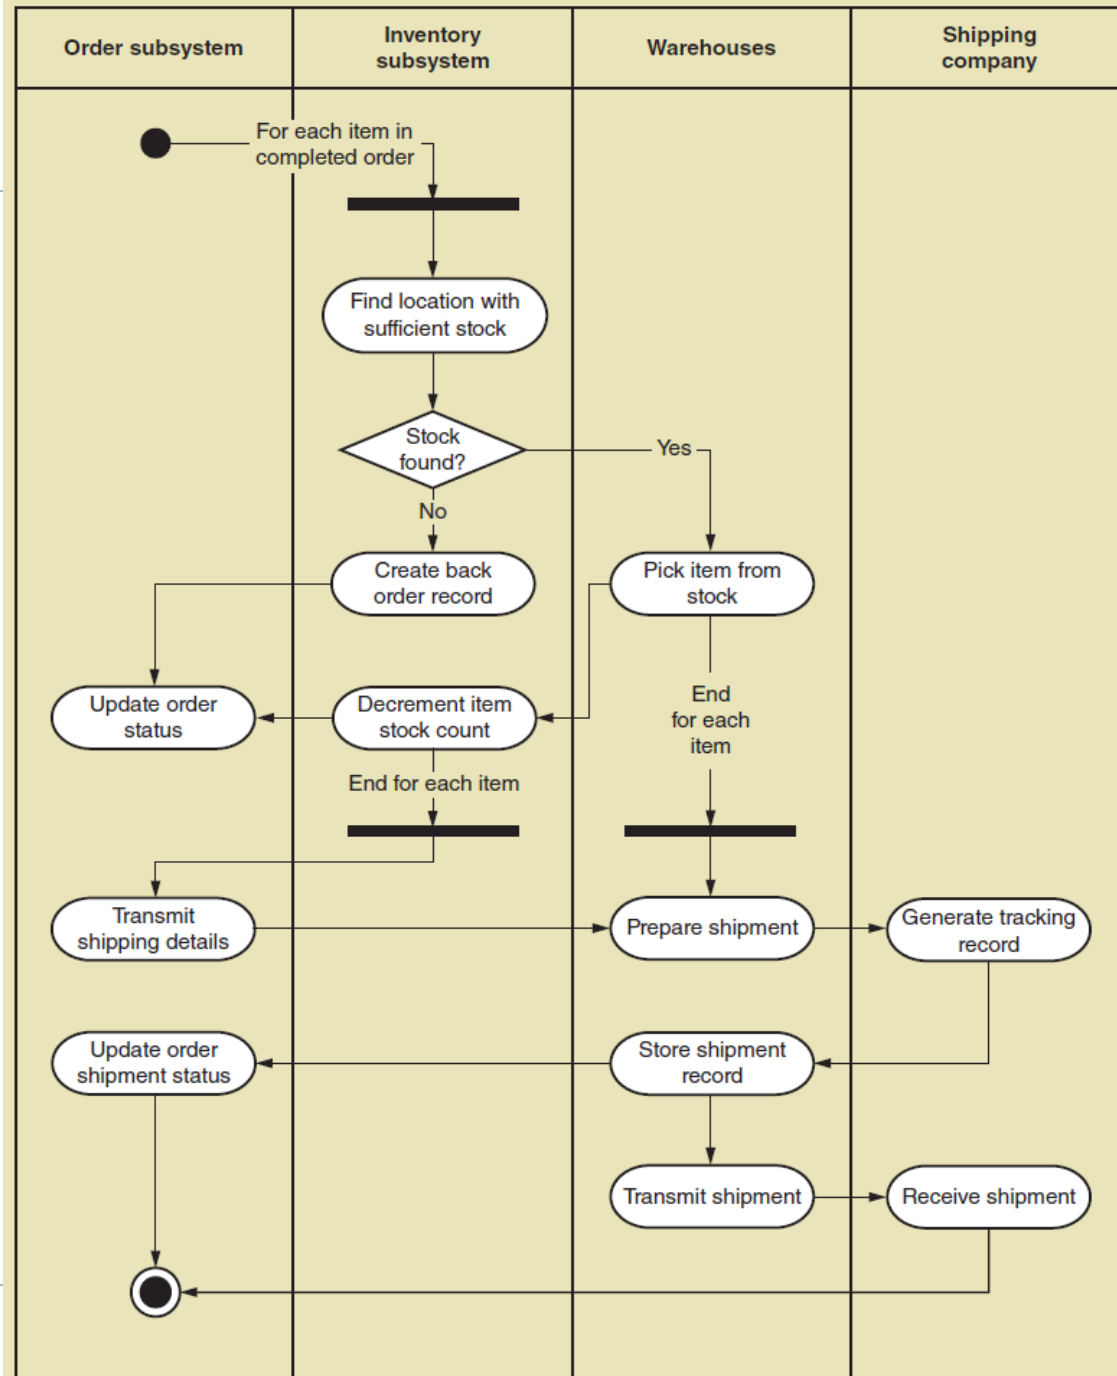 Order subsystem
Inventory
subsystem
Warehouses
Shipping
company
For each item in
completed order
Find location with
sufficient stock
Stock
found?
Yes
No
Create back
order record
Pick item from
stock
Update order
status
Decrement item
stock count
End
for each
item
End for each item
Transmit
shipping details
Prepare shipment
Generate tracking
record
Update order
shipment status
Store shipment
record
Transmit shipment
Receive shipment